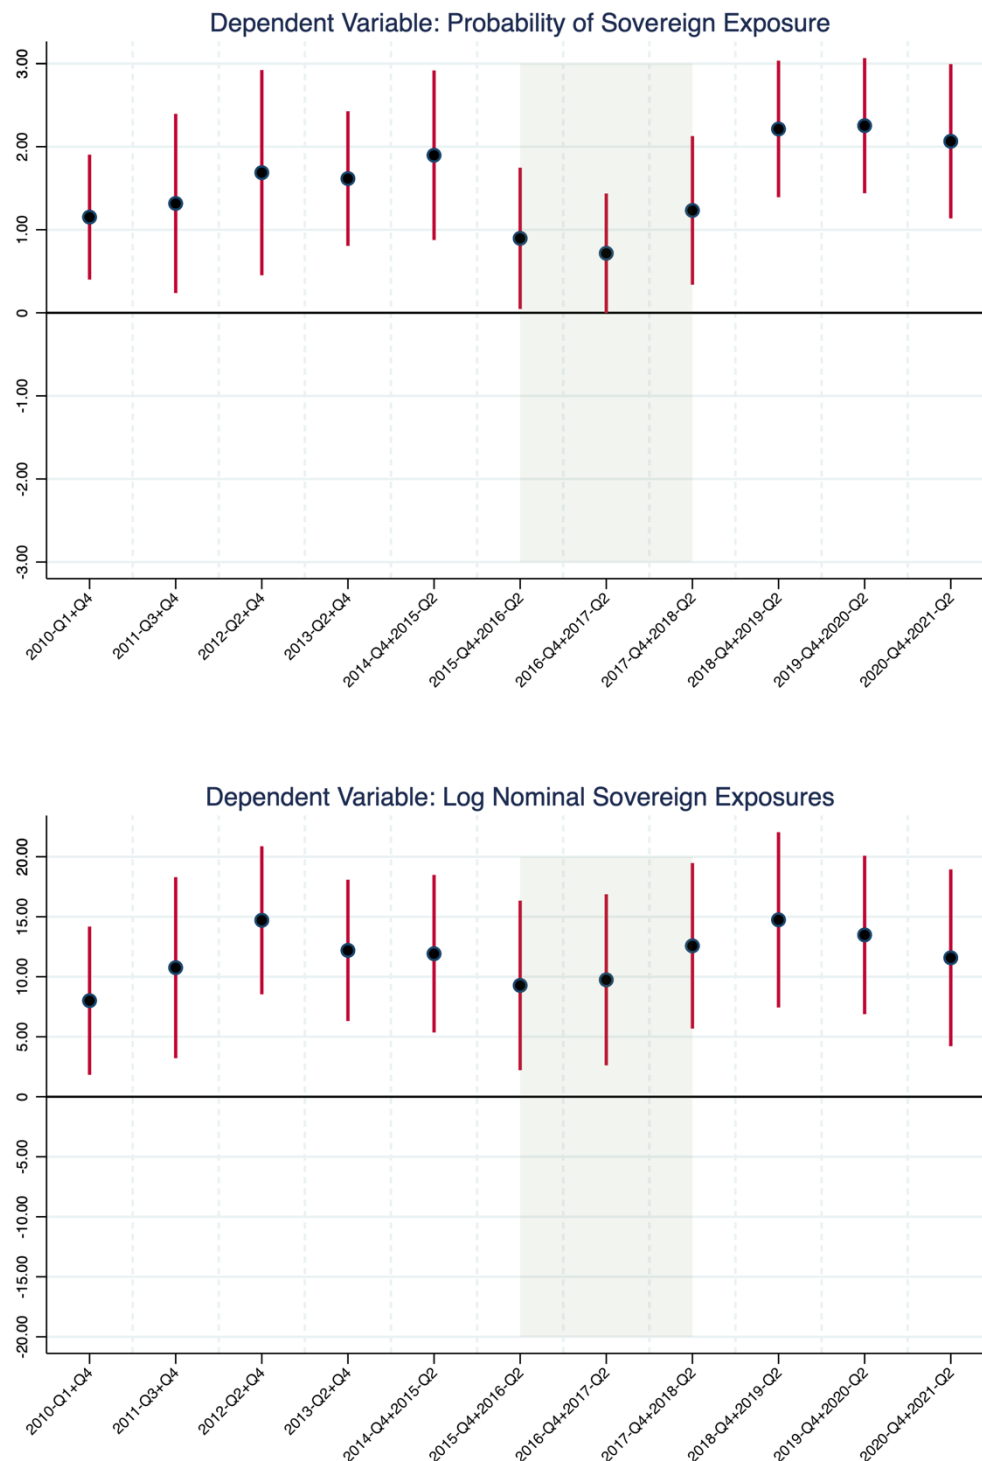 Dependent Variable: Probability of Sovereign Exposure
3.00
2.00
1.00
0
-1.00
-2.00
-3.00
2010-Q1+Q4
2011-Q3+Q4
2012-Q2+Q4
2013-Q2+Q4
2014-Q4+2015-Q2
2015-Q4+2016-Q2
2016-Q4+2017-Q2
2017-Q4+2018-Q2
2018-Q4+2019-Q2
2019-Q4+2020-Q2
2020-Q4+2021-Q2
Dependent Variable: Log Nominal Sovereign Exposures
20.00
15.00
10.00
5.00
0
-5.00
-10.00
-15.00
-20.00
2010-Q1+Q4
2011-Q3+Q4
2012-Q2+Q4
2013-Q2+Q4
2014-Q4+2015-Q2
2015-Q4+2016-Q2
2016-Q4+2017-Q2
2017-Q4+2018-Q2
2018-Q4+2019-Q2
2019-Q4+2020-Q2
2020-Q4+2021-Q2